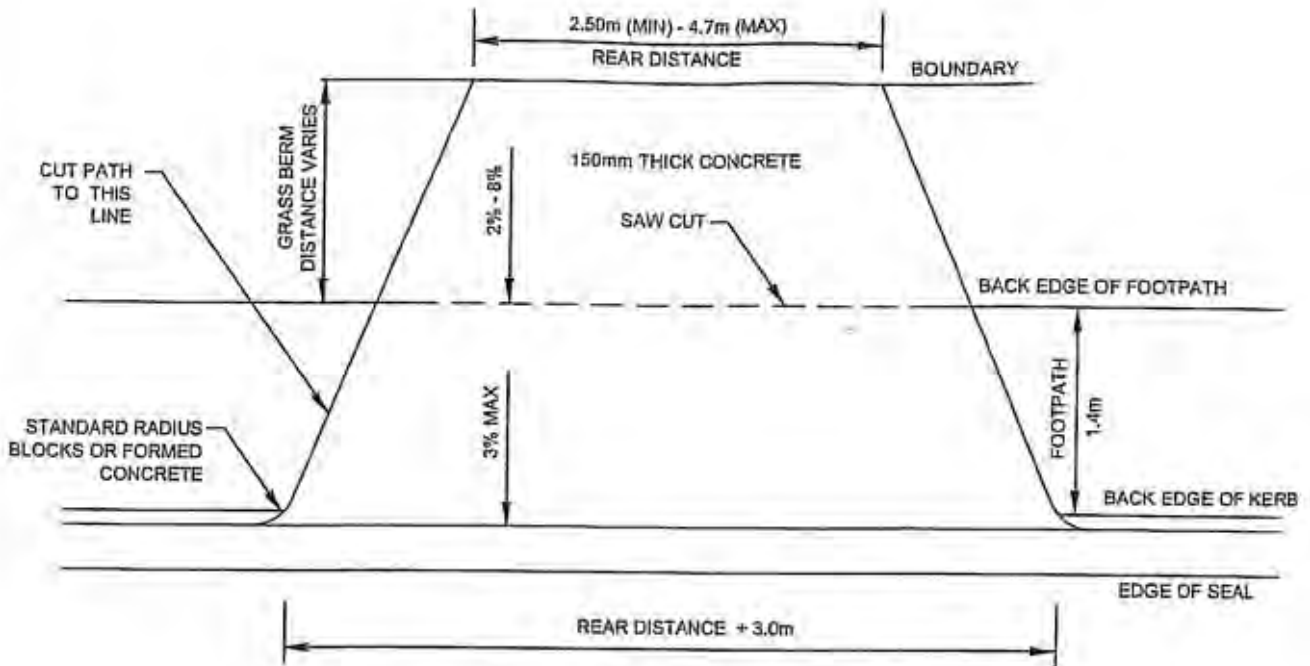 2.50m (MIN) - 4.7m (MAX)
REAR DISTANCE
BOUNDARY
GRASS BERM
DISTANCE VARIES
CUT PATH
TO THIS
LINE
150mm THICK CONCRETE
2% - 8%
SAW CUT
BACK EDGE OF FOOTPATH
FOOTPATH
1.4m
3% MAX
STANDARD RADIUS
BLOCKS OR FORMED
CONCRETE
BACK EDGE OF KERB
EDGE OF SEAL
REAR DISTANCE + 3.0m